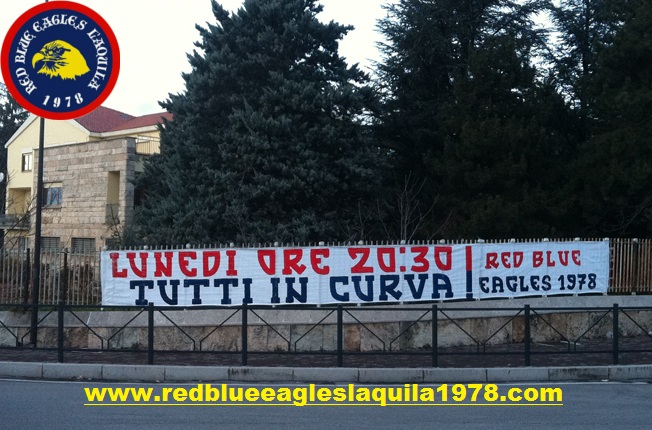 RED BLUE EAGLES L'AQUILA
1978
LUNEDI ORE 20:30
TUTTI IN CURVA !
RED BLUE
EAGLES 1978
www.redblueeagleslaquila1978.com